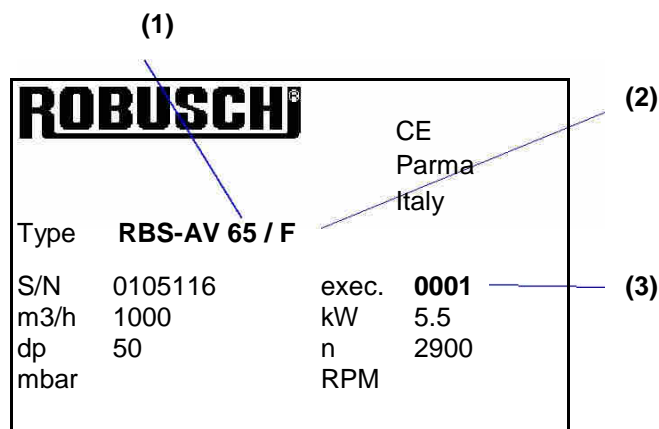 (1)
ROBUSCHi®
(2)
CE
Parma
Italy
Type RBS-AV 65 / F
S/N 0105116 exec. 0001 (3)
m3/h 1000 kW 5.5
dp 50 n 2900
mbar RPM